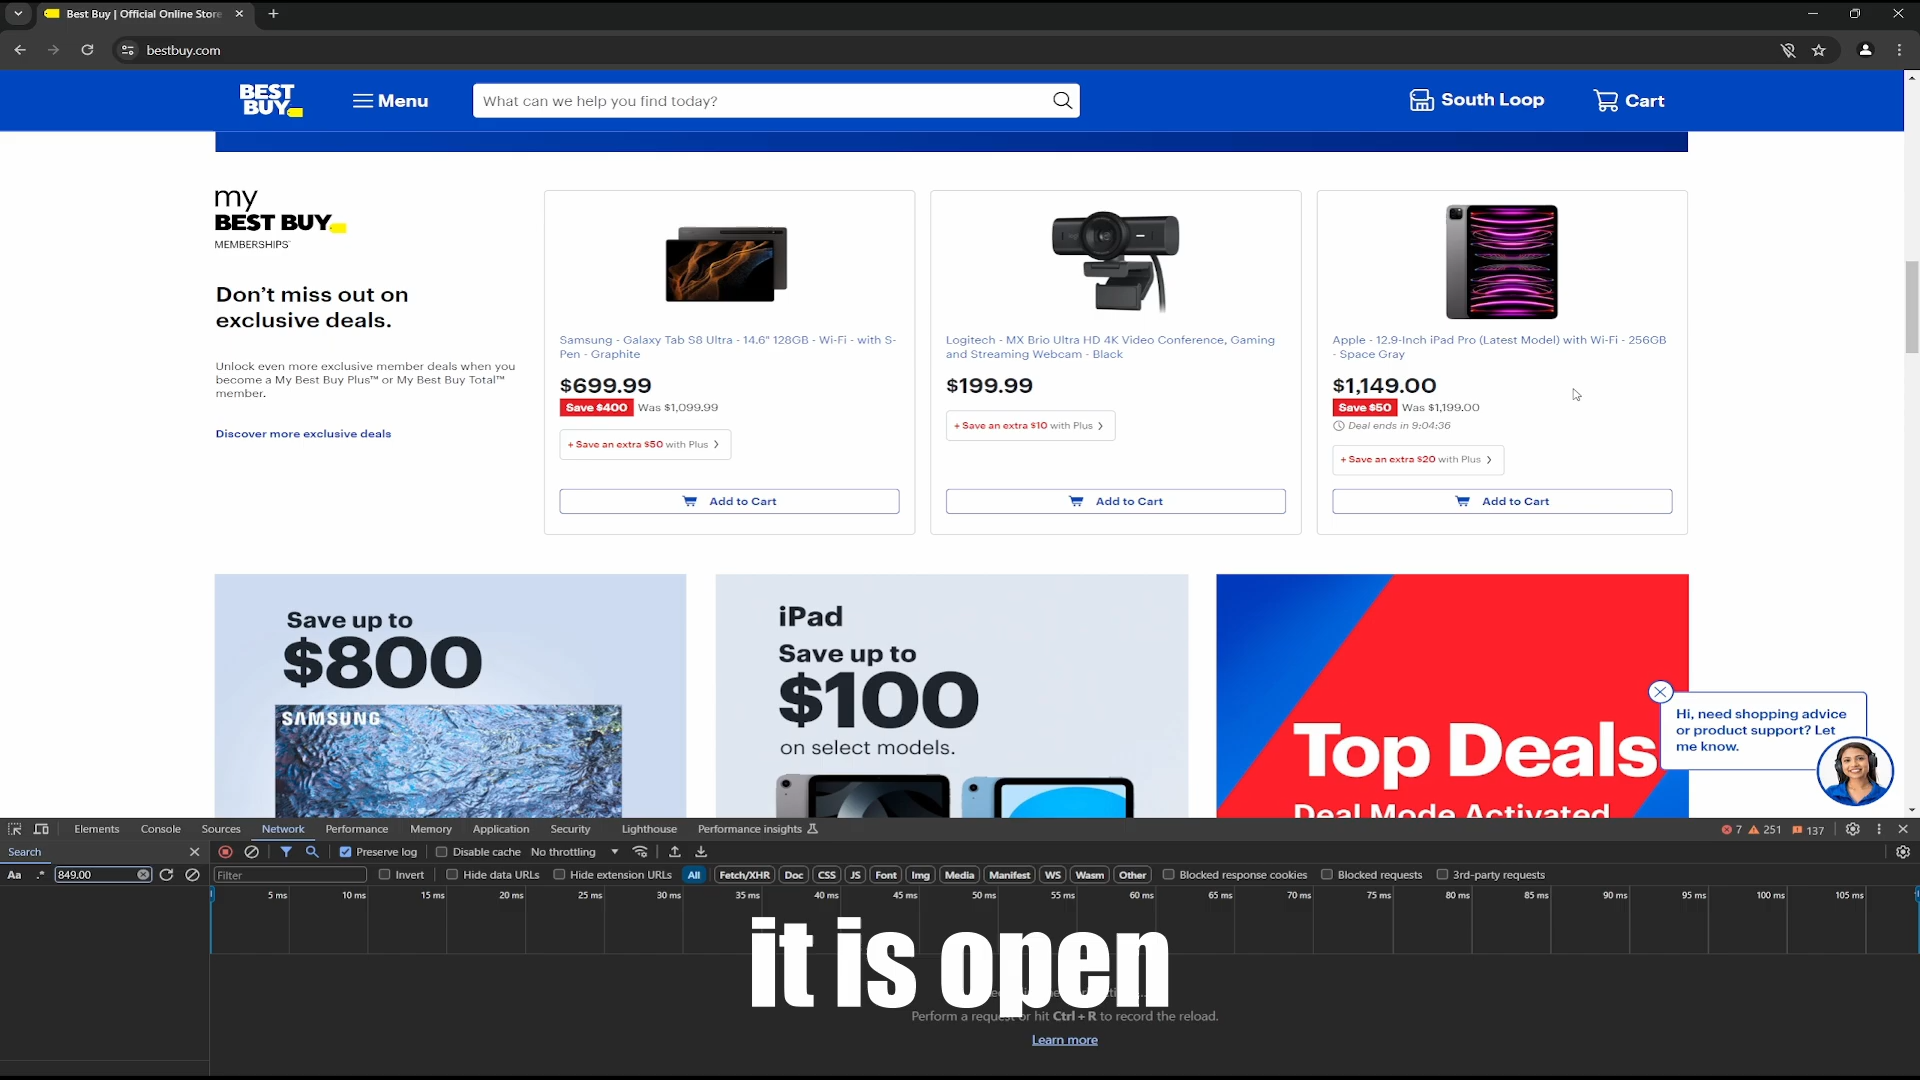 Best Buy | Official Online Store
bestbuy.com
BEST
BUY
Menu
What can we help you find today?
South Loop
Cart
my
BEST BUY
MEMBERSHIPS
Don't miss out on
exclusive deals.
Unlock even more exclusive member deals when you
become a My Best Buy Plus™ or My Best Buy Total™
member.
Discover more exclusive deals
Samsung - Galaxy Tab S8 Ultra - 14.6" 128GB - Wi-Fi - with S-
Pen - Graphite
$699.99
Save $400 Was $1,099.99
+ Save an extra $50 with Plus
Add to Cart
Logitech - MX Brio Ultra HD 4K Video Conference, Gaming
and Streaming Webcam - Black
$199.99
+ Save an extra $10 with Plus
Add to Cart
Apple - 12.9-Inch iPad Pro (Latest Model) with Wi-Fi - 256GB
- Space Gray
$1,149.00
Save $50 Was $1,199.00
Deal ends in 9:04:36
+ Save an extra $20 with Plus
Add to Cart
Save up to
$800
SAMSUNG
iPad
Save up to
$100
on select models.
Top Deals
Deal Mode Activated
Hi, need shopping advice
or product support? Let
me know.
Elements Console Sources Network Performance Memory Application Security Lighthouse Performance insights 7 251 137
Search
Preserve log Disable cache No throttling
Aa .* 849.00
Filter Invert Hide data URLs Hide extension URLs All Fetch/XHR Doc CSS JS Font Img Media Manifest WS Wasm Other Blocked response cookies Blocked requests 3rd-party requests
5 ms 10 ms 15 ms 20 ms 25 ms 30 ms 35 ms 40 ms 45 ms 50 ms 55 ms 60 ms 65 ms 70 ms 75 ms 80 ms 85 ms 90 ms 95 ms 100 ms 105 ms
it is open
Perform a request or hit Ctrl + R to record the reload.
Learn more